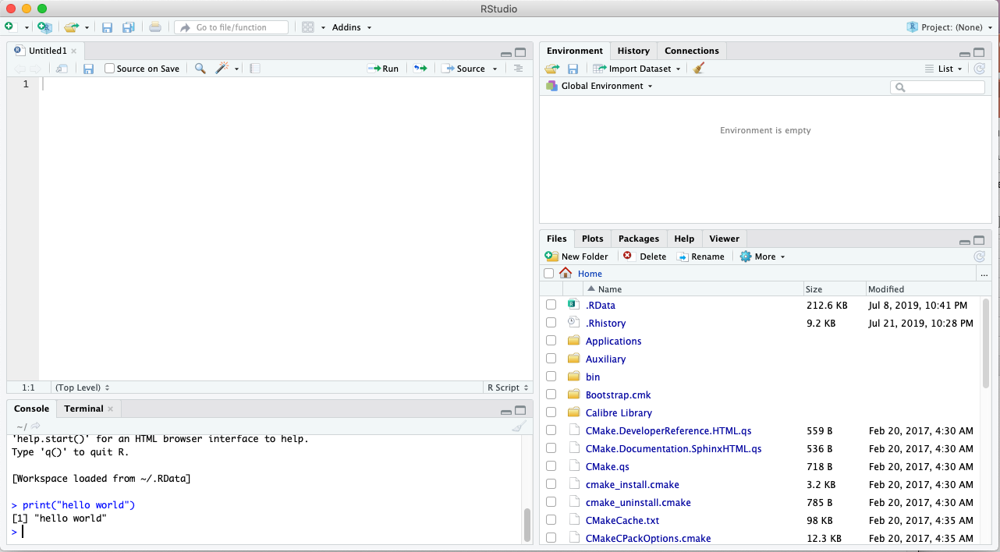 RStudio
Go to file/function
Addins
Project: (None)
Untitled1
Source on Save
Run
Source
1
1:1
(Top Level)
R Script
Console
Terminal
~/
'help.start()' for an HTML browser interface to help.
Type 'q()' to quit R.
[Workspace loaded from ~/.RData]
> print("hello world")
[1] "hello world"
>
Environment
History
Connections
Import Dataset
List
Global Environment
Environment is empty
Files
Plots
Packages
Help
Viewer
New Folder
Delete
Rename
More
Home
...
Name Size Modified
.RData 212.6 KB Jul 8, 2019, 10:41 PM
.Rhistory 9.2 KB Jul 21, 2019, 10:28 PM
Applications
Auxiliary
bin
Bootstrap.cmk
Calibre Library
CMake.DeveloperReference.HTML.qs 559 B Feb 20, 2017, 4:30 AM
CMake.Documentation.SphinxHTML.qs 536 B Feb 20, 2017, 4:30 AM
CMake.qs 718 B Feb 20, 2017, 4:30 AM
cmake_install.cmake 3.2 KB Feb 20, 2017, 4:30 AM
cmake_uninstall.cmake 785 B Feb 20, 2017, 4:30 AM
CMakeCache.txt 98 KB Feb 20, 2017, 4:35 AM
CMakeCPackOptions.cmake 12.3 KB Feb 20, 2017, 4:35 AM